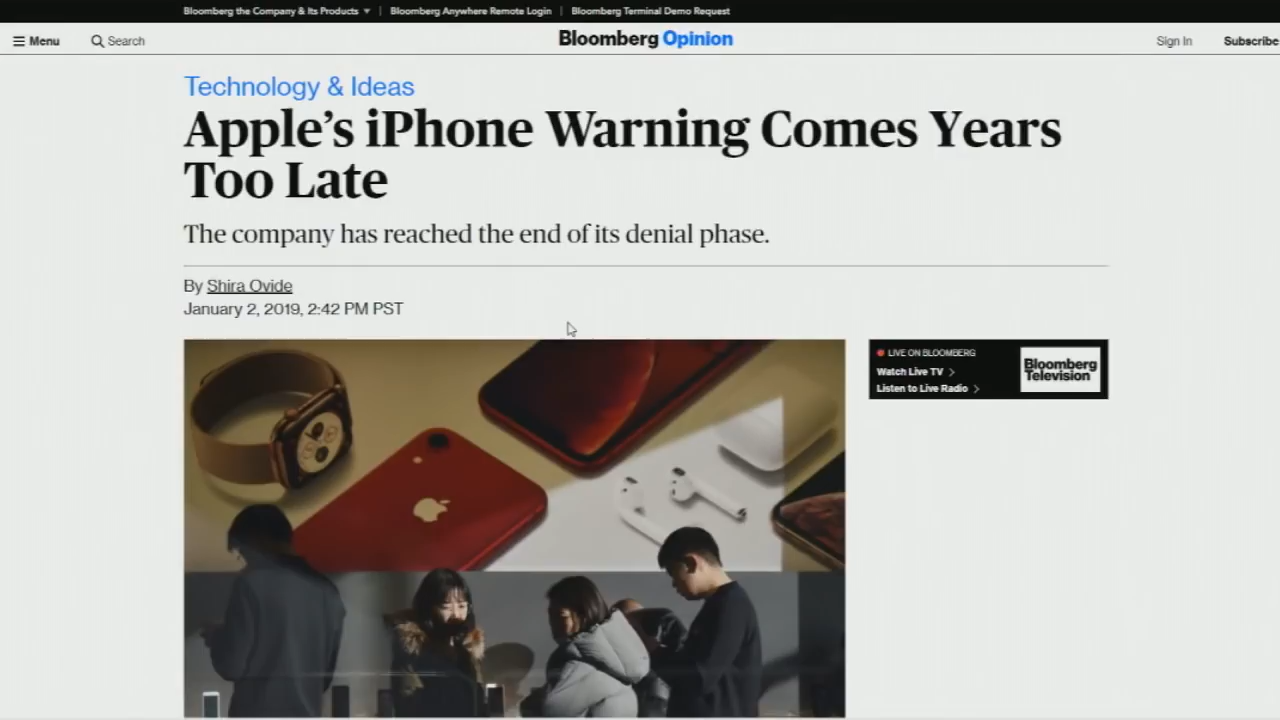 Bloomberg the Company & Its Products
Bloomberg Anywhere Remote Login
Bloomberg Terminal Demo Request
Menu
Search
Bloomberg Opinion
Sign In
Subscribe
Technology & Ideas
Apple's iPhone Warning Comes Years
Too Late
The company has reached the end of its denial phase.
By Shira Ovide
January 2, 2019, 2:42 PM PST
LIVE ON BLOOMBERG
Watch Live TV
Listen to Live Radio
Bloomberg
Television